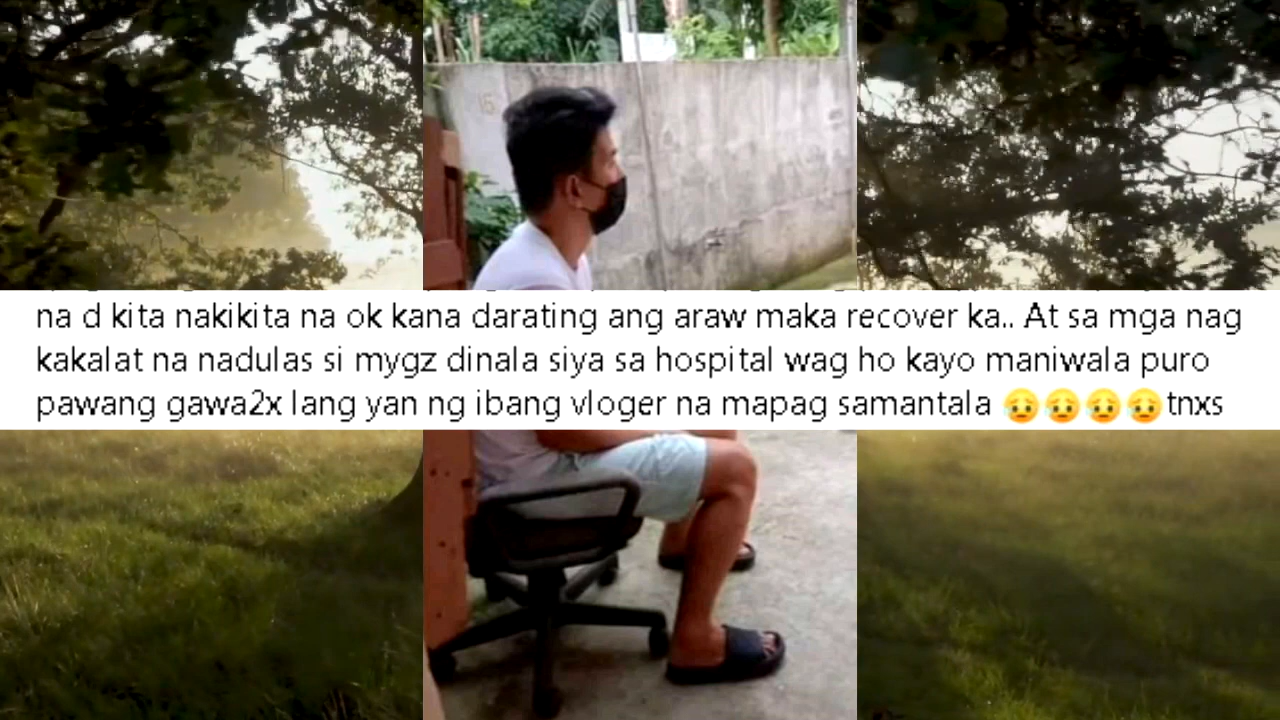 na d kita nakikita na ok kana darating ang araw maka recover ka.. At sa mga nag
kakalat na nadulas si mygz dinala siya sa hospital wag ho kayo maniwala puro
pawang gawa2x lang yan ng ibang vloger na mapag samantala 😥😥😥😥tnxs